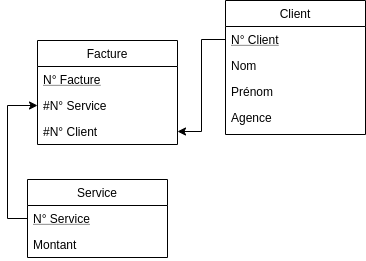 Client
N° Client
Nom
Prénom
Agence
Facture
N° Facture
#N° Service
#N° Client
Service
N° Service
Montant